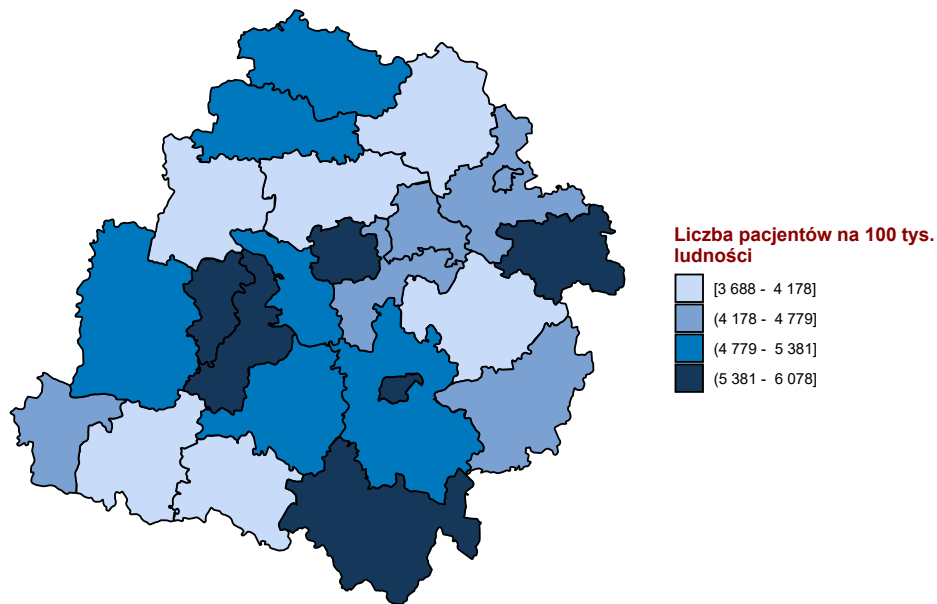 Liczba pacjentów na 100 tys.
ludności
[3 688 - 4 178]
(4 178 - 4 779]
(4 779 - 5 381]
(5 381 - 6 078]